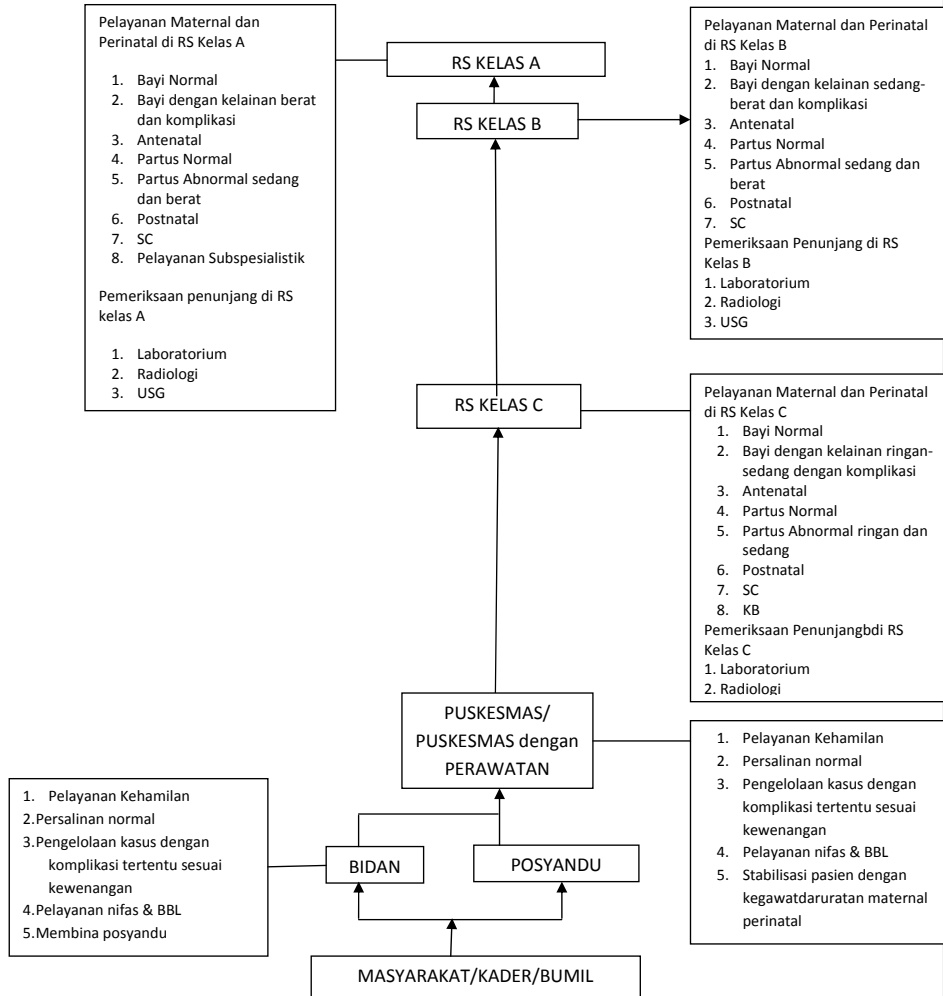 Pelayanan Maternal dan
Perinatal di RS Kelas A
1. Bayi Normal
2. Bayi dengan kelainan berat
dan komplikasi
3. Antenatal
4. Partus Normal
5. Partus Abnormal sedang
dan berat
6. Postnatal
7. SC
8. Pelayanan Subspesialistik
Pemeriksaan penunjang di RS
kelas A
1. Laboratorium
2. Radiologi
3. USG
RS KELAS A
RS KELAS B
Pelayanan Maternal dan Perinatal
di RS Kelas B
1. Bayi Normal
2. Bayi dengan kelainan sedang-
berat dan komplikasi
3. Antenatal
4. Partus Normal
5. Partus Abnormal sedang dan
berat
6. Postnatal
7. SC
Pemeriksaan Penunjang di RS
Kelas B
1. Laboratorium
2. Radiologi
3. USG
RS KELAS C
Pelayanan Maternal dan Perinatal
di RS Kelas C
1. Bayi Normal
2. Bayi dengan kelainan ringan-
sedang dengan komplikasi
3. Antenatal
4. Partus Normal
5. Partus Abnormal ringan dan
sedang
6. Postnatal
7. SC
8. KB
Pemeriksaan Penunjangbdi RS
Kelas C
1. Laboratorium
2. Radiologi
PUSKESMAS/
PUSKESMAS dengan
PERAWATAN
1. Pelayanan Kehamilan
2. Persalinan normal
3. Pengelolaan kasus dengan
komplikasi tertentu sesuai
kewenangan
4. Pelayanan nifas & BBL
5. Stabilisasi pasien dengan
kegawatdaruratan maternal
perinatal
1. Pelayanan Kehamilan
2.Persalinan normal
3.Pengelolaan kasus dengan
komplikasi tertentu sesuai
kewenangan
4.Pelayanan nifas & BBL
5.Membina posyandu
BIDAN
POSYANDU
MASYARAKAT/KADER/BUMIL